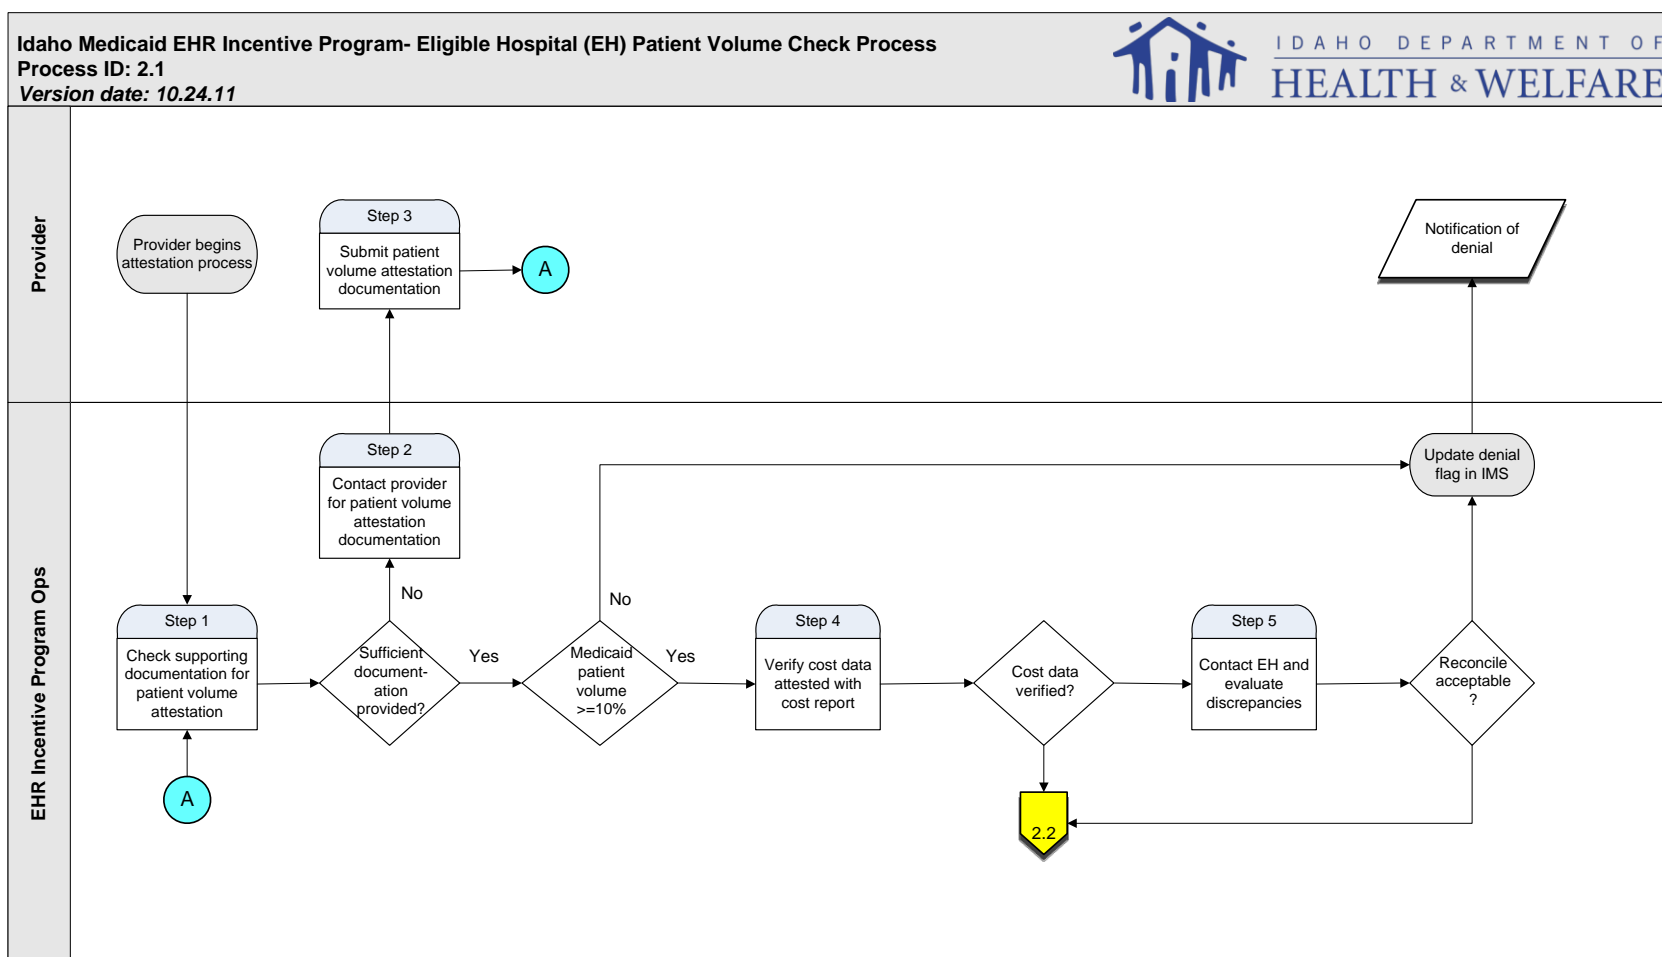 Idaho Medicaid EHR Incentive Program- Eligible Hospital (EH) Patient Volume Check Process
Process ID: 2.1
Version date: 10.24.11
IDAHO DEPARTMENT OF
HEALTH & WELFARE
Provider
Provider begins
attestation process
Step 3
Submit patient
volume attestation
documentation
A
Notification of
denial
EHR Incentive Program Ops
Step 2
Contact provider
for patient volume
attestation
documentation
Update denial
flag in IMS
No
No
Step 1
Check supporting
documentation for
patient volume
attestation
Sufficient
document-
ation
provided?
Yes
Medicaid
patient
volume
>=10%
Yes
Step 4
Verify cost data
attested with
cost report
Cost data
verified?
Step 5
Contact EH and
evaluate
discrepancies
Reconcile
acceptable
?
A
2.2